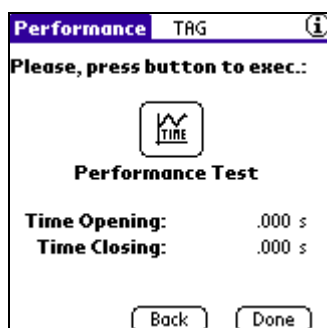 Performance TAG i
Please, press button to exec.:
TIME
Performance Test
Time Opening: .000 s
Time Closing: .000 s
Back Done